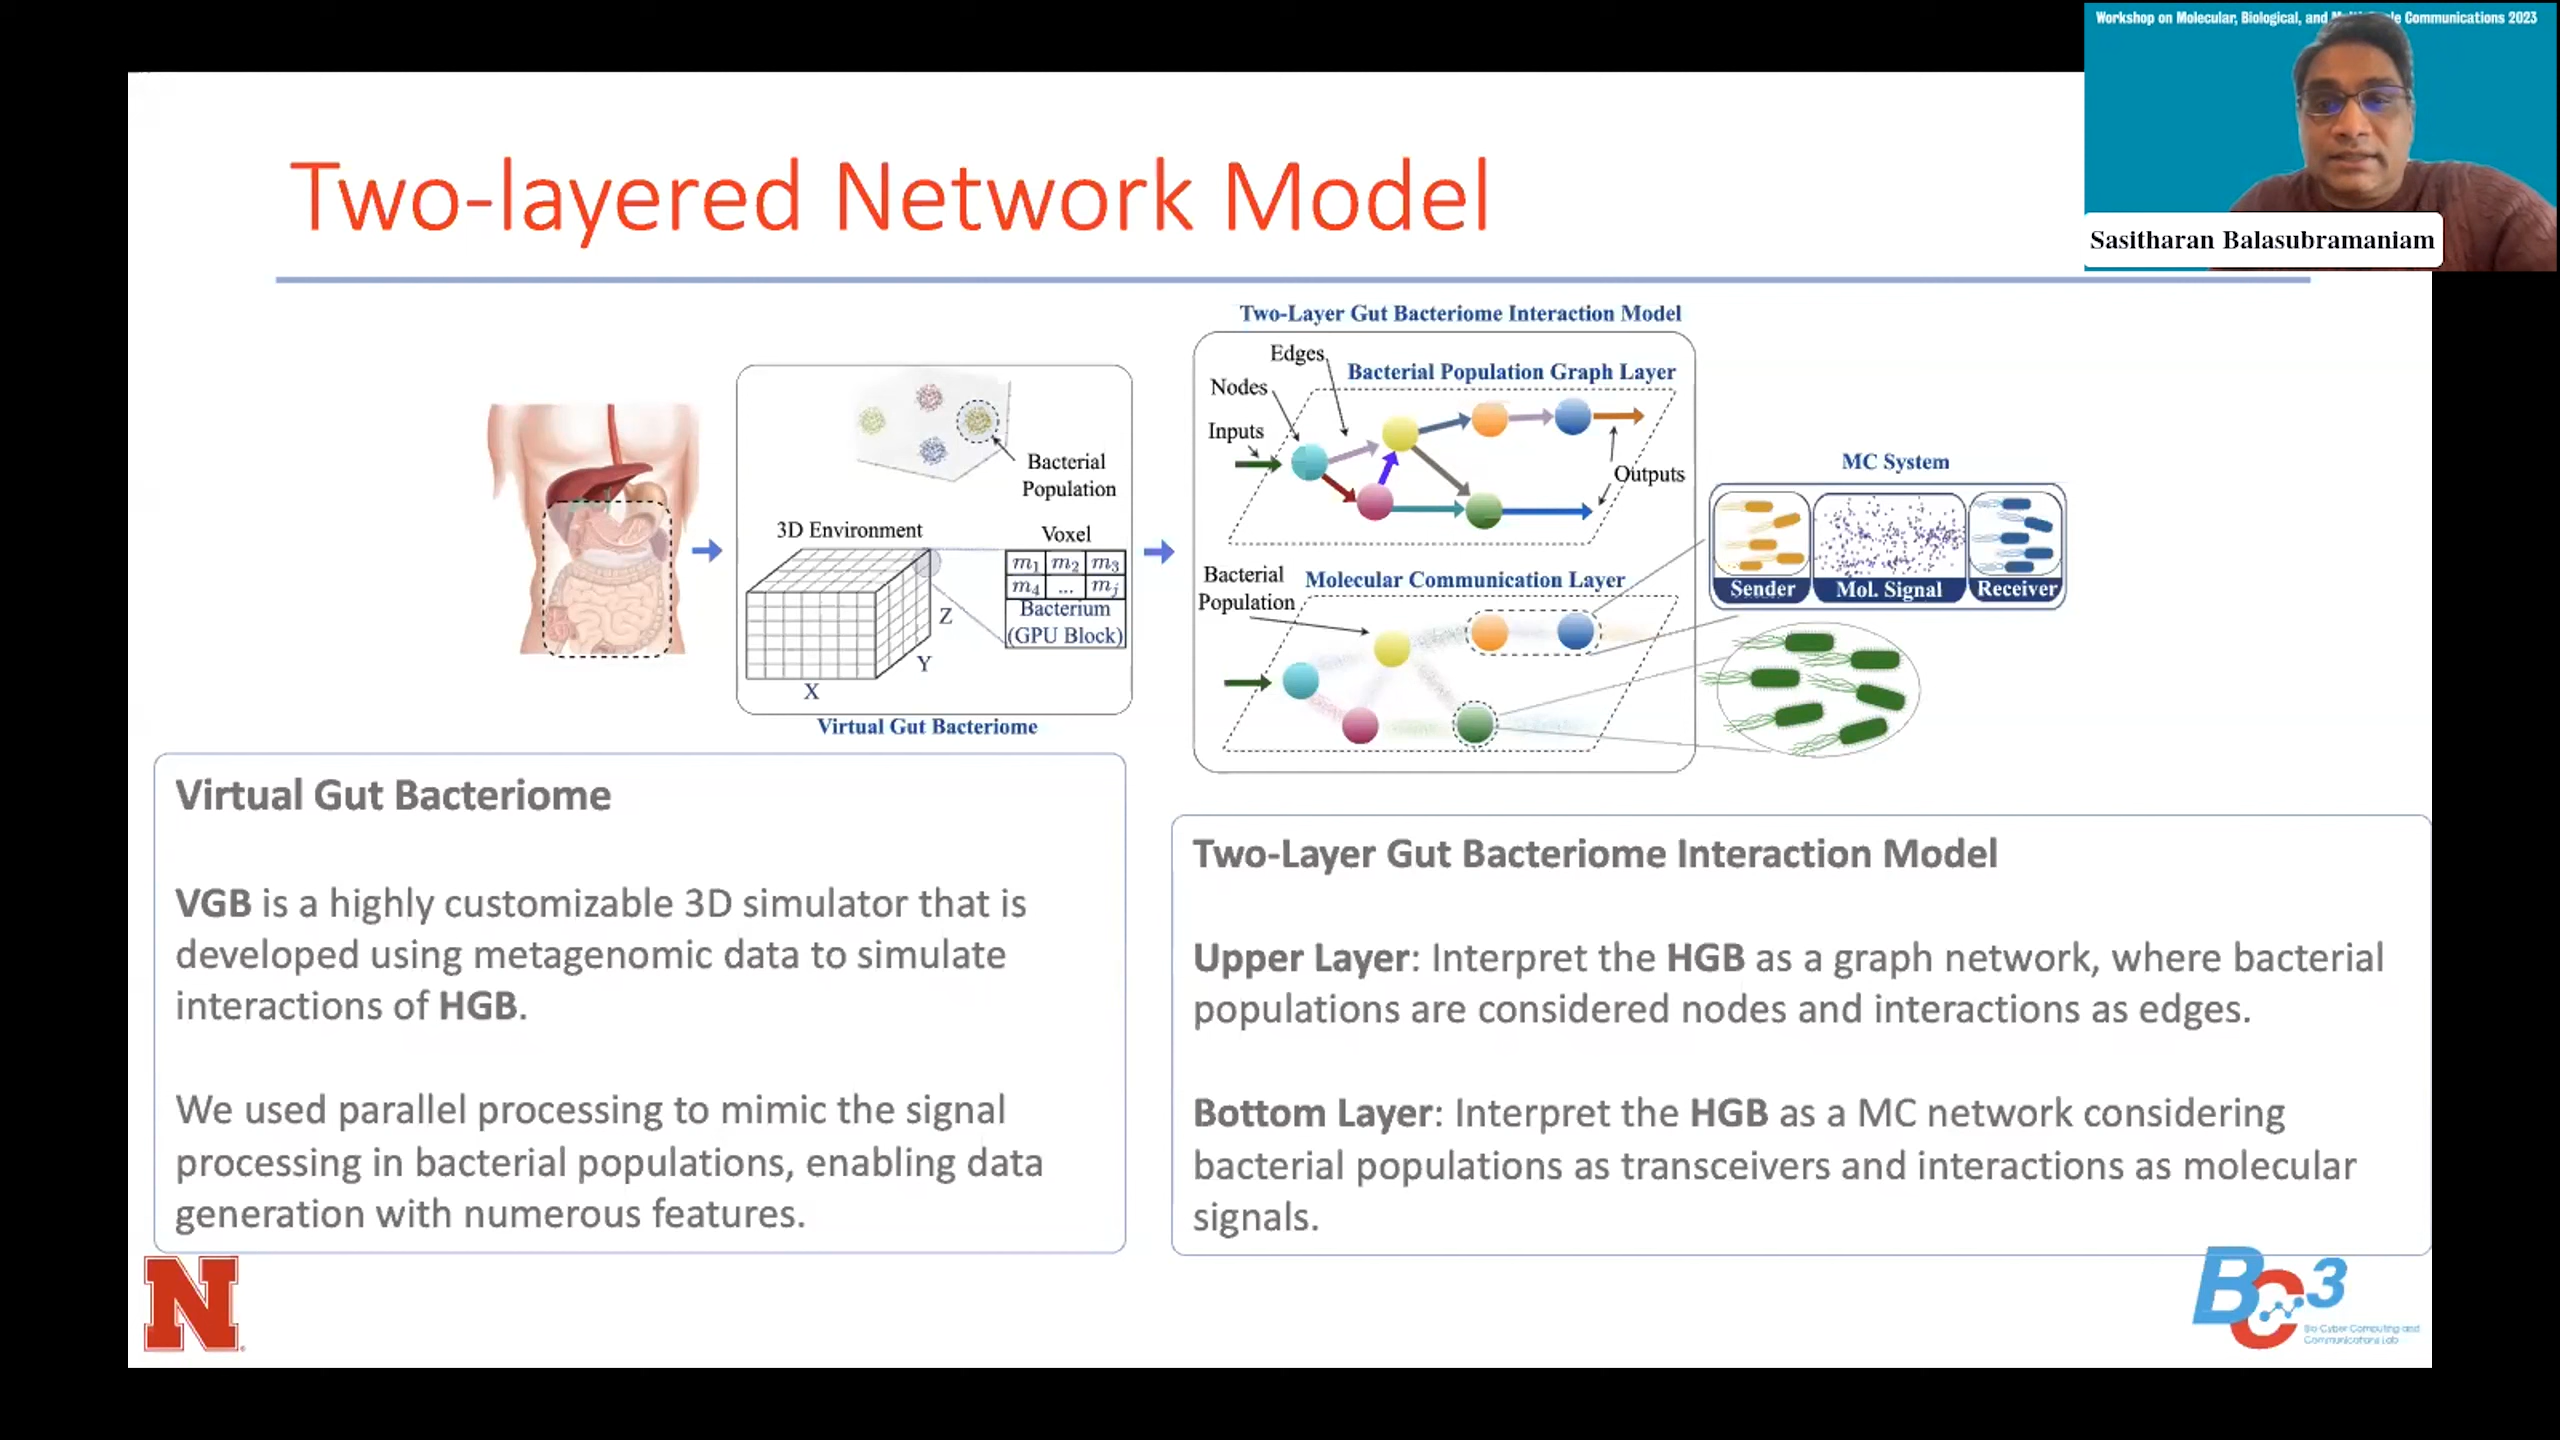 Workshop on Molecular, Biological, and Communications 2023
Sasitharan Balasubramaniam
Two-layered Network Model
Two-Layer Gut Bacteriome Interaction Model
Edges
Bacterial Population Graph Layer
Nodes
Inputs
Outputs
Bacterial
Population
3D Environment
Voxel
m1 m2 m3
m4 ... mj
Bacterium
(GPU Block)
Z
Y
X
Virtual Gut Bacteriome
Bacterial
Population
Molecular Communication Layer
MC System
Sender
Mol. Signal
Receiver
Virtual Gut Bacteriome
VGB is a highly customizable 3D simulator that is
developed using metagenomic data to simulate
interactions of HGB.
We used parallel processing to mimic the signal
processing in bacterial populations, enabling data
generation with numerous features.
Two-Layer Gut Bacteriome Interaction Model
Upper Layer: Interpret the HGB as a graph network, where bacterial
populations are considered nodes and interactions as edges.
Bottom Layer: Interpret the HGB as a MC network considering
bacterial populations as transceivers and interactions as molecular
signals.
N
BC3
Bio Cyber Computing and
Communications Lab